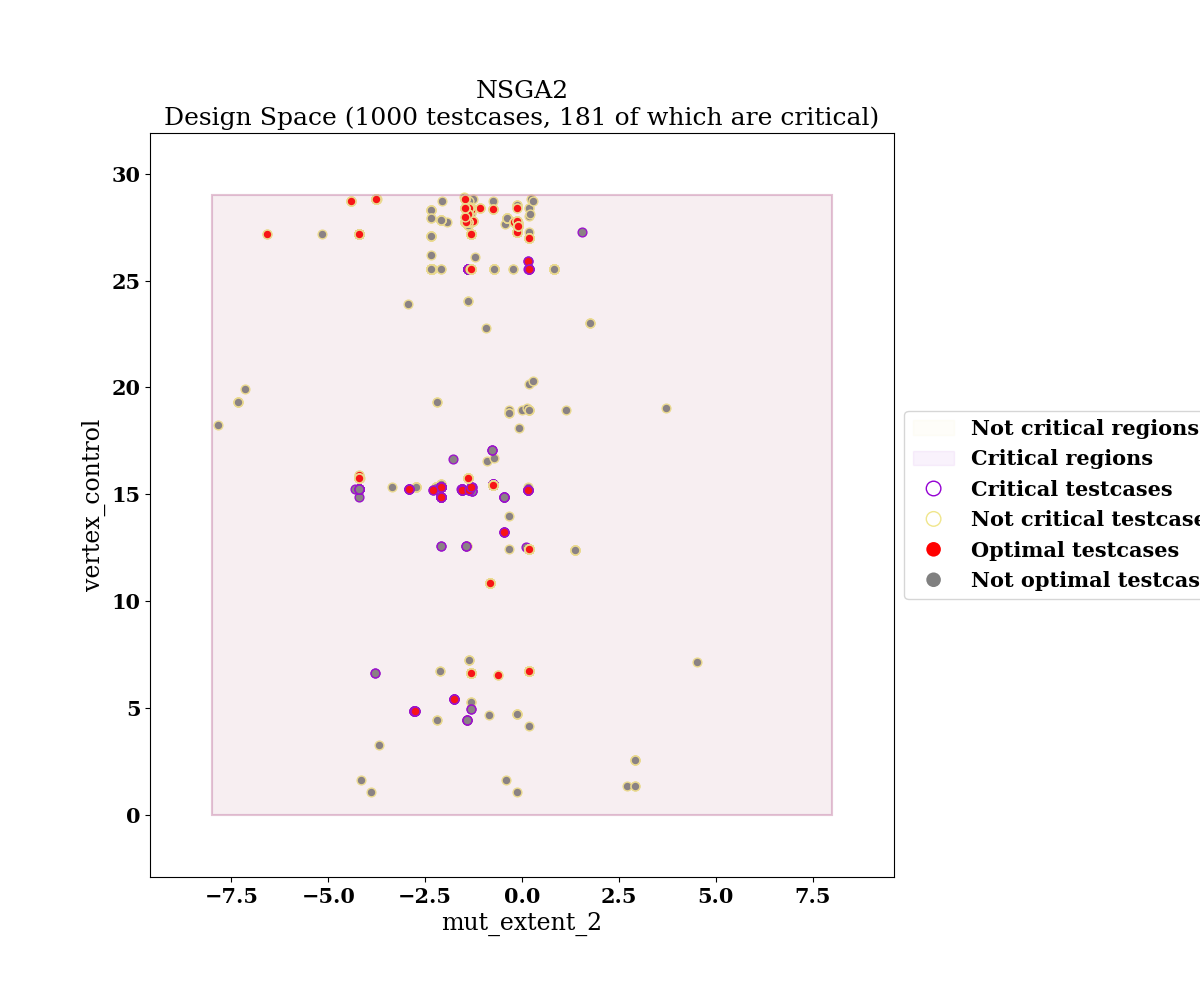 NSGA2
Design Space (1000 testcases, 181 of which are critical)
30
25
20
15
10
5
0
vertex_control
−7.5 −5.0 −2.5 0.0 2.5 5.0 7.5
mut_extent_2
Not critical regions
Critical regions
Critical testcases
Not critical testcase
Optimal testcases
Not optimal testcas